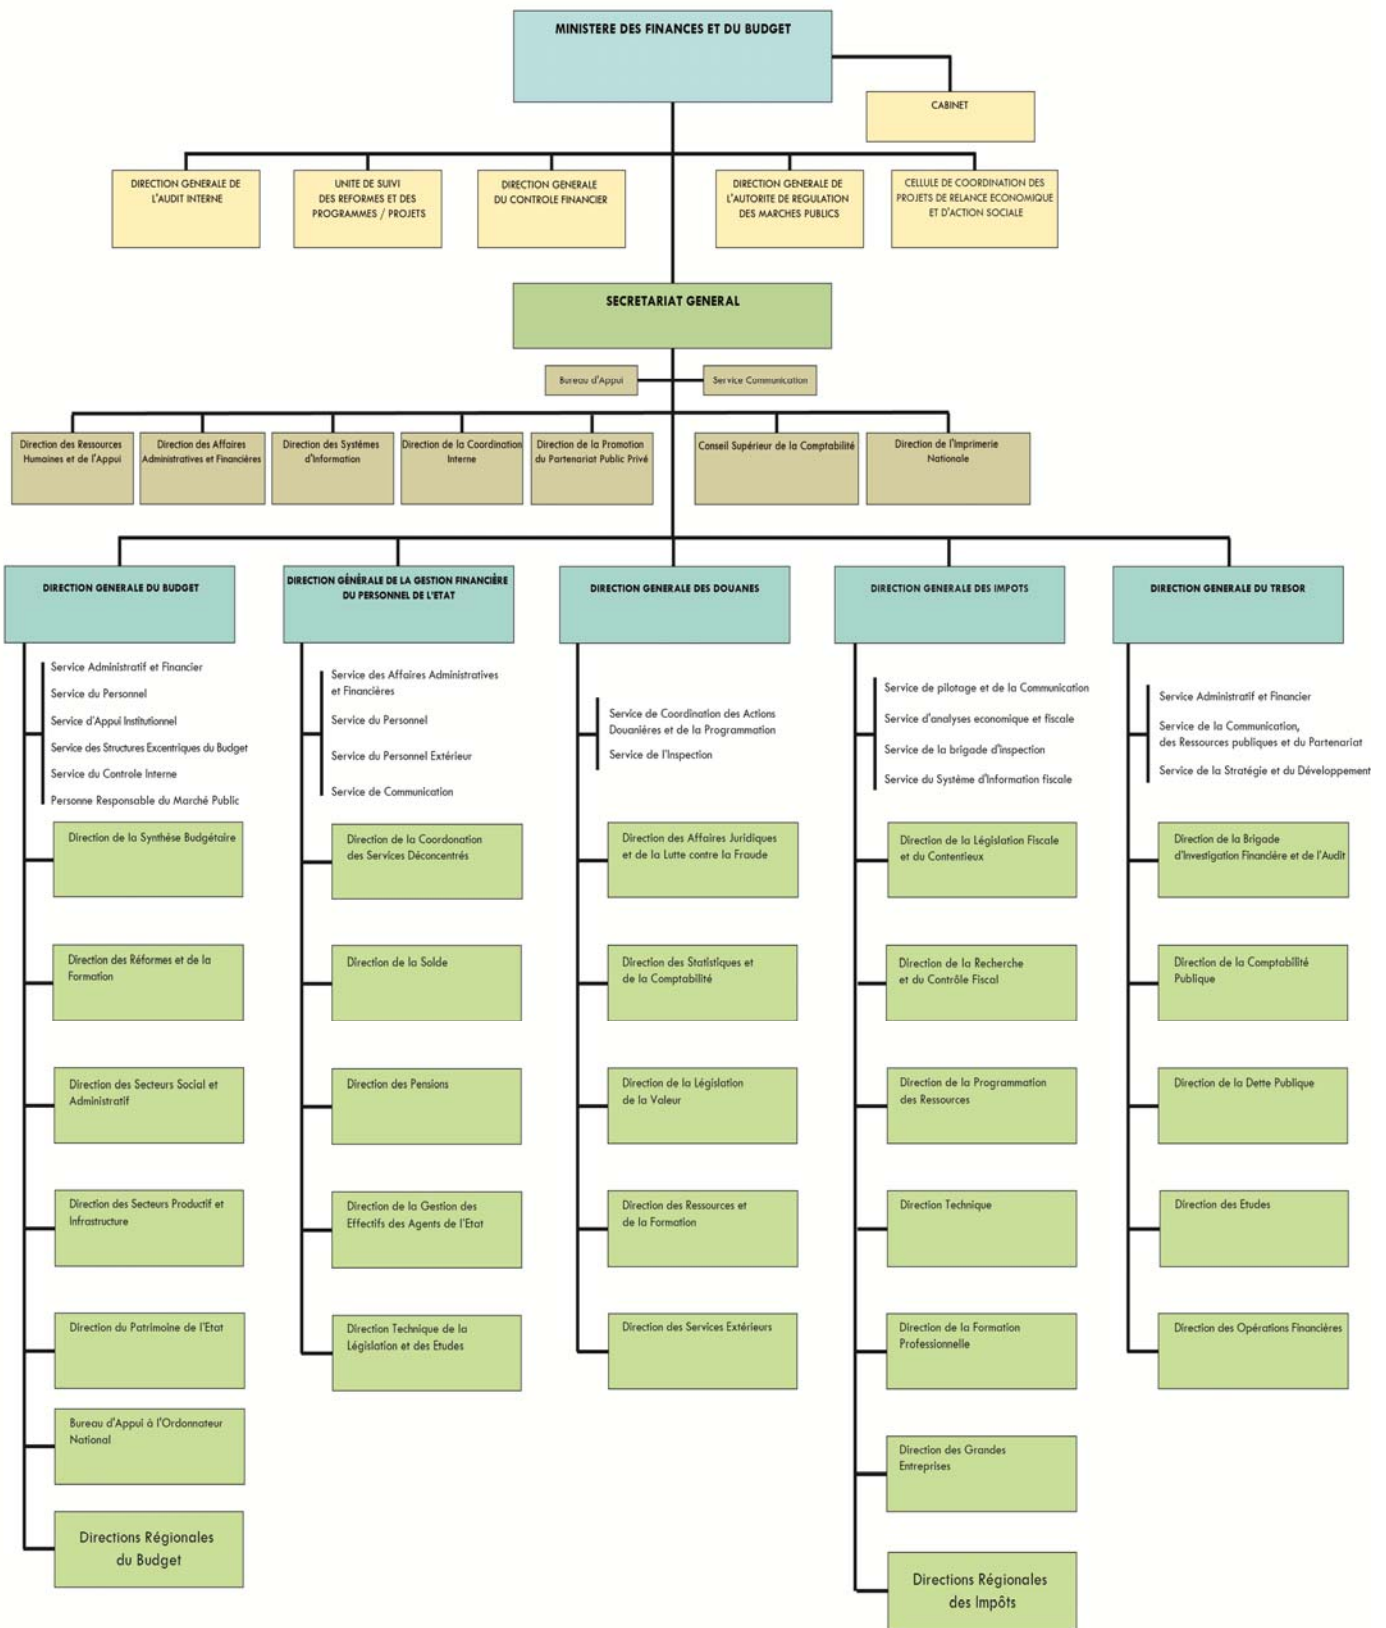 MINISTERE DES FINANCES ET DU BUDGET
CABINET
DIRECTION GENERALE DE
L'AUDIT INTERNE
UNITE DE SUIVI
DES REFORMES ET DES
PROGRAMMES / PROJETS
DIRECTION GENERALE
DU CONTROLE FINANCIER
DIRECTION GENERALE DE
L'AUTORITE DE REGULATION
DES MARCHES PUBLICS
CELLULE DE COORDINATION DES
PROJETS DE RELANCE ECONOMIQUE
ET D'ACTION SOCIALE
SECRETARIAT GENERAL
Bureau d'Appui
Service Communication
Direction des Ressources
Humaines et de l'Appui
Direction des Affaires
Administratives et Financières
Direction des Systémes
d'Information
Direction de la Coordination
Interne
Direction de la Promotion
du Partenariat Public Privé
Conseil Supérieur de la Comptabilité
Direction de l'Imprimerie
Nationale
DIRECTION GENERALE DU BUDGET
Service Administratif et Financier
Service du Personnel
Service d'Appui Institutionnel
Service des Structures Excentriques du Budget
Service du Controle Interne
Personne Responsable du Marché Public
Direction de la Synthèse Budgétaire
Direction des Réformes et de la
Formation
Direction des Secteurs Social et
Administratif
Direction des Secteurs Productif et
Infrastructure
Direction du Patrimoine de l'Etat
Bureau d'Appui à l'Ordonnateur
National
Directions Régionales
du Budget
DIRECTION GÉNÉRALE DE LA GESTION FINANCIÈRE
DU PERSONNEL DE L'ETAT
Service des Affaires Administratives
et Financières
Service du Personnel
Service du Personnel Extérieur
Service de Communication
Direction de la Coordonation
des Services Déconcentrés
Direction de la Solde
Direction des Pensions
Direction de la Gestion des
Effectifs des Agents de l'Etat
Direction Technique de la
Législation et des Etudes
DIRECTION GENERALE DES DOUANES
Service de Coordination des Actions
Douanières et de la Programmation
Service de l'Inspection
Direction des Affaires Juridiques
et de la Lutte contre la Fraude
Direction des Statistiques et
de la Comptabilité
Direction de la Législation
de la Valeur
Direction des Ressources et
de la Formation
Direction des Services Extérieurs
DIRECTION GENERALE DES IMPOTS
Service de pilotage et de la Communication
Service d'analyses economique et fiscale
Service de la brigade d'inspection
Service du Système d'Information fiscale
Direction de la Législation Fiscale
et du Contentieux
Direction de la Recherche
et du Contrôle Fiscal
Direction de la Programmation
des Ressources
Direction Technique
Direction de la Formation
Professionnelle
Direction des Grandes
Entreprises
Directions Régionales
des Impôts
DIRECTION GENERALE DU TRESOR
Service Administratif et Financier
Service de la Communication,
des Ressources publiques et du Partenariat
Service de la Stratégie et du Développement
Direction de la Brigade
d'Investigation Financière et de l'Audit
Direction de la Comptabilité
Publique
Direction de la Dette Publique
Direction des Etudes
Direction des Opérations Financières